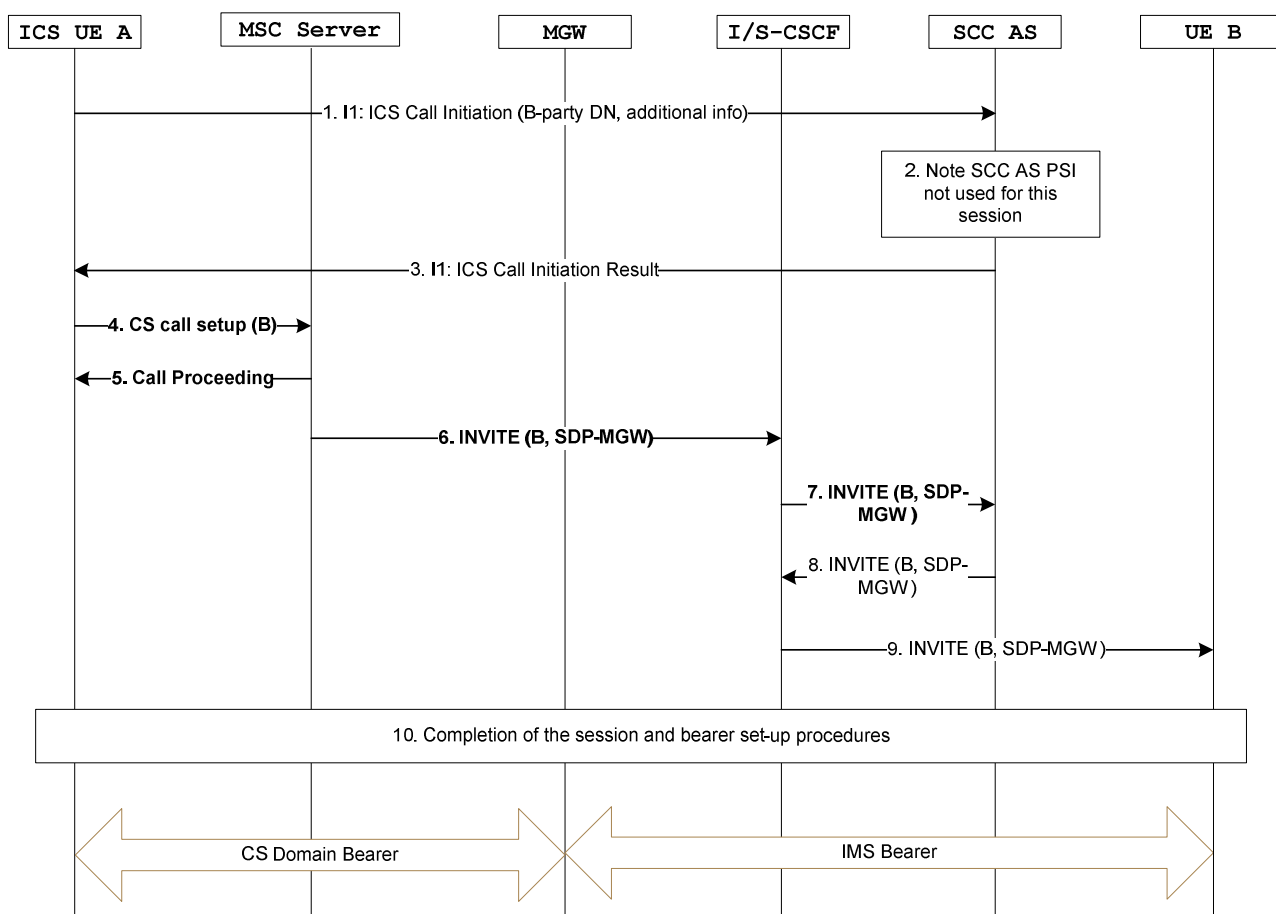 ICS UE A
MSC Server
MGW
I/S-CSCF
SCC AS
UE B
1. I1: ICS Call Initiation (B-party DN, additional info)
2. Note SCC AS PSI
not used for this
session
3. I1: ICS Call Initiation Result
4. CS call setup (B)
5. Call Proceeding
6. INVITE (B, SDP-MGW)
7. INVITE (B, SDP-
MGW)
8. INVITE (B, SDP-
MGW)
9. INVITE (B, SDP-MGW)
10. Completion of the session and bearer set-up procedures
CS Domain Bearer
IMS Bearer